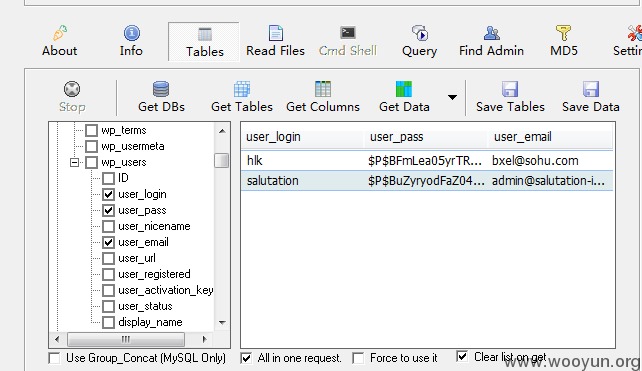 About Info Tables Read Files Cmd Shell Query Find Admin MD5
Stop Get DBs Get Tables Get Columns Get Data Save Tables Save Data
wp_terms
wp_usermeta
wp_users
ID
user_login
user_pass
user_nicename
user_email
user_url
user_registered
user_activation_key
user_status
display_name
user_login user_pass user_email
hlk $P$BFmLea05yrTR... bxel@sohu.com
salutation $P$BuZyryodFaZ04... admin@salutation-i...
Use Group_Concat (MySQL Only) All in one request. Force to use it Clear list on get
www.wooyun.org